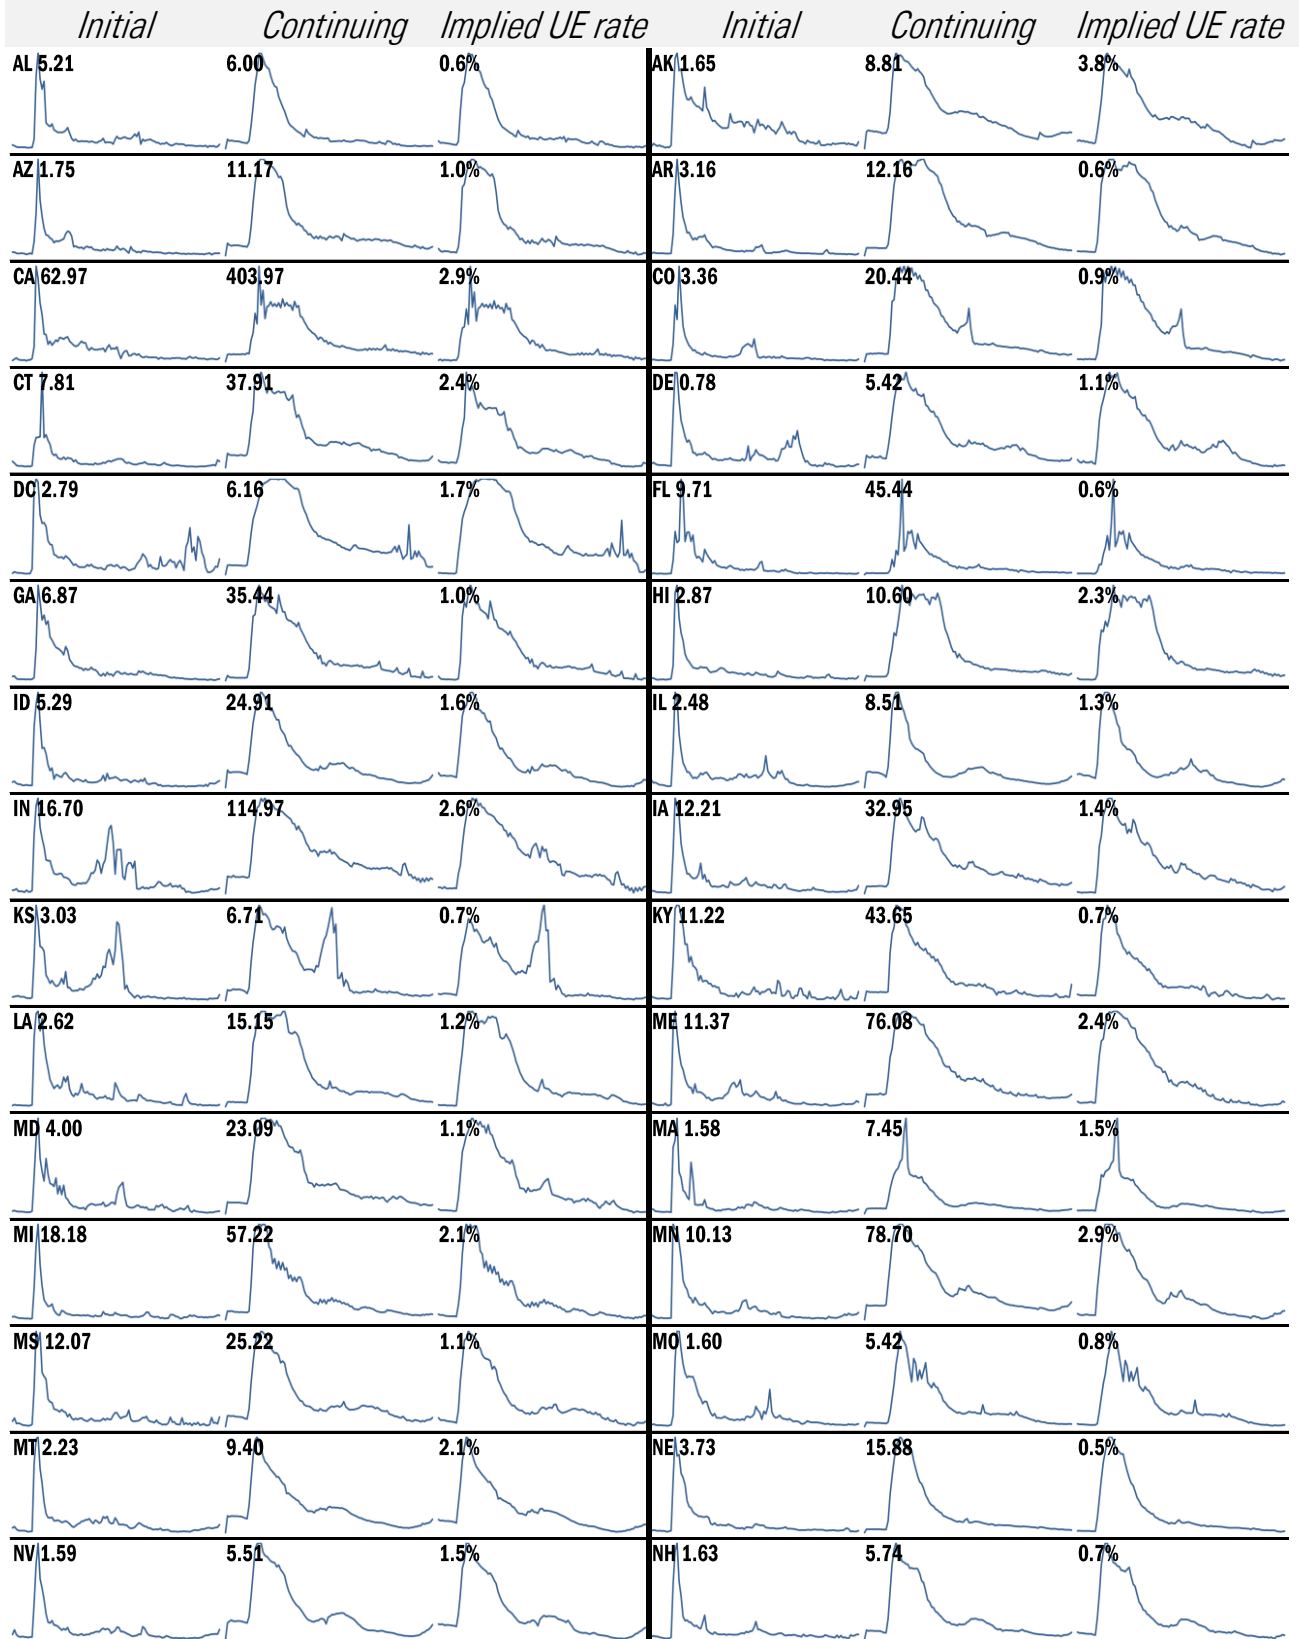 Initial Continuing Implied UE rate Initial Continuing Implied UE rate
AL 5.21 6.00 0.6% AK 1.65 8.81 3.8%
AZ 1.75 11.17 1.0% AR 3.16 12.16 0.6%
CA 62.97 403.97 2.9% CO 3.36 20.44 0.9%
CT 7.81 37.91 2.4% DE 0.78 5.42 1.1%
DC 2.79 6.16 1.7% FL 9.71 45.44 0.6%
GA 6.87 35.44 1.0% HI 2.87 10.60 2.3%
ID 5.29 24.91 1.6% IL 2.48 8.51 1.3%
IN 16.70 114.97 2.6% IA 12.21 32.95 1.4%
KS 3.03 6.71 0.7% KY 11.22 43.65 0.7%
LA 2.62 15.15 1.2% ME 11.37 76.08 2.4%
MD 4.00 23.09 1.1% MA 1.58 7.45 1.5%
MI 18.18 57.22 2.1% MN 10.13 78.70 2.9%
MS 12.07 25.22 1.1% MO 1.60 5.42 0.8%
MT 2.23 9.40 2.1% NE 3.73 15.88 0.5%
NV 1.59 5.51 1.5% NH 1.63 5.74 0.7%